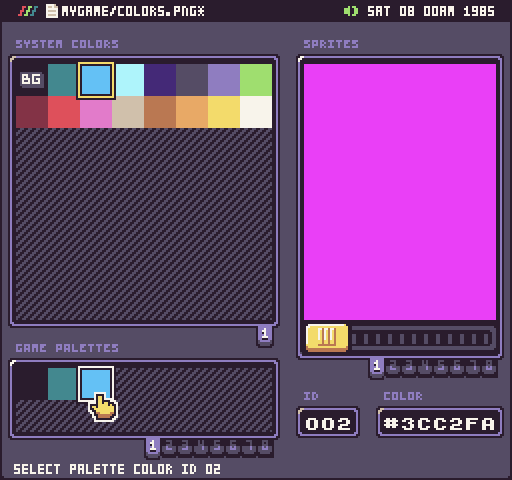 MYGAME/COLORS.PNG* SAT 08 00AM 1985
SYSTEM COLORS
SPRITES
BG
1
GAME PALETTES
1 2 3 4 5 6 7 8
ID
COLOR
002
#3CC2FA
1 2 3 4 5 6 7 8
SELECT PALETTE COLOR ID 02